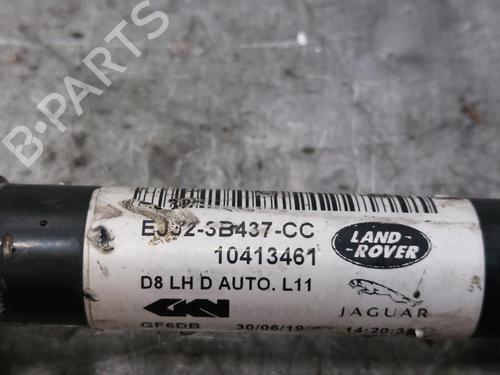 B-PARTS
EJ32-3B437-CC
10413461
LAND-
-ROVER
D8 LH D AUTO. L11
GKN
JAGUAR
GF6DB 30/06/19 14:20:3